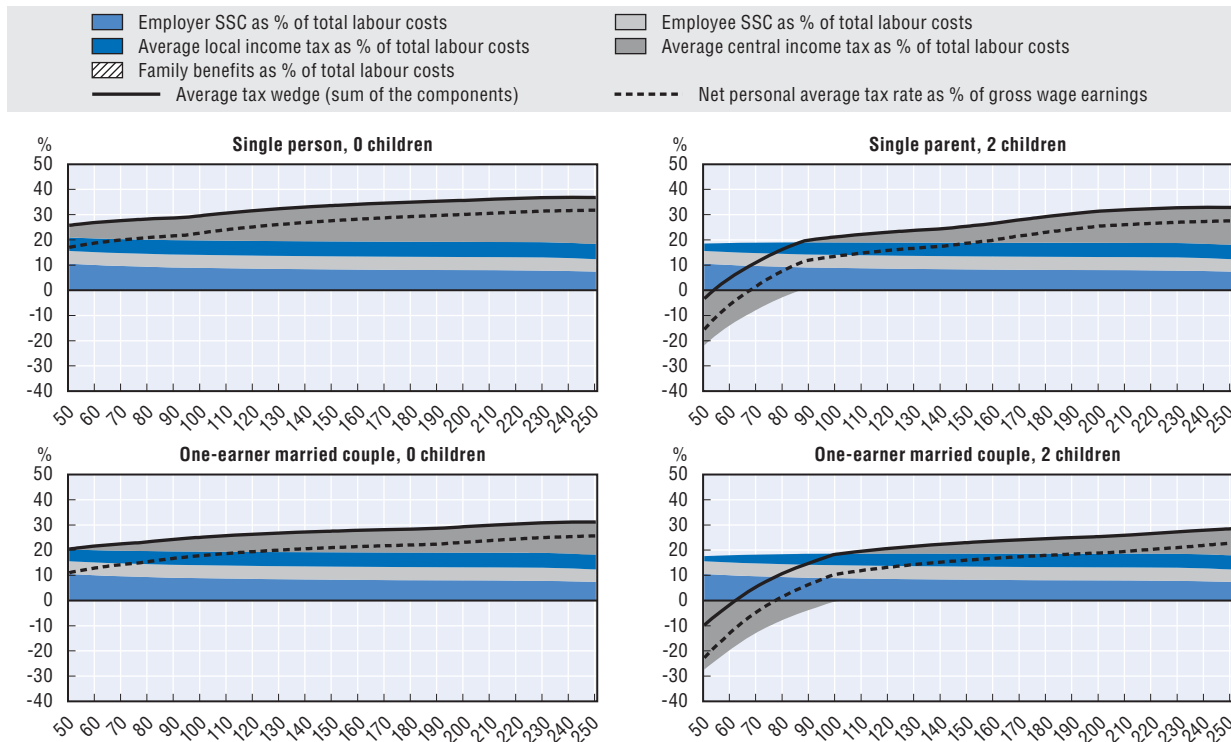 Employer SSC as % of total labour costs
Employee SSC as % of total labour costs
Average local income tax as % of total labour costs
Average central income tax as % of total labour costs
Family benefits as % of total labour costs
Average tax wedge (sum of the components)
Net personal average tax rate as % of gross wage earnings
%
Single person, 0 children
50
40
30
20
10
0
-10
-20
-30
-40
50 60 70 80 90 100 110 120 130 140 150 160 170 180 190 200 210 220 230 240 250
%
Single parent, 2 children
50
40
30
20
10
0
-10
-20
-30
-40
50 60 70 80 90 100 110 120 130 140 150 160 170 180 190 200 210 220 230 240 250
%
One-earner married couple, 0 children
50
40
30
20
10
0
-10
-20
-30
-40
50 60 70 80 90 100 110 120 130 140 150 160 170 180 190 200 210 220 230 240 250
%
One-earner married couple, 2 children
50
40
30
20
10
0
-10
-20
-30
-40
50 60 70 80 90 100 110 120 130 140 150 160 170 180 190 200 210 220 230 240 250